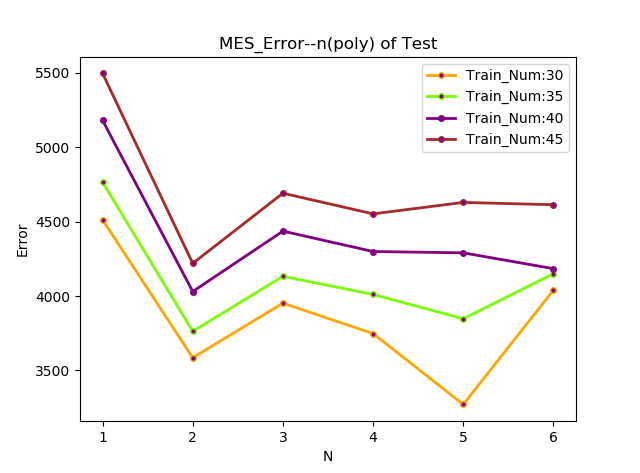 MES_Error--n(poly) of Test
Train_Num:30
Train_Num:35
Train_Num:40
Train_Num:45
5500
5000
4500
4000
3500
Error
1 2 3 4 5 6
N